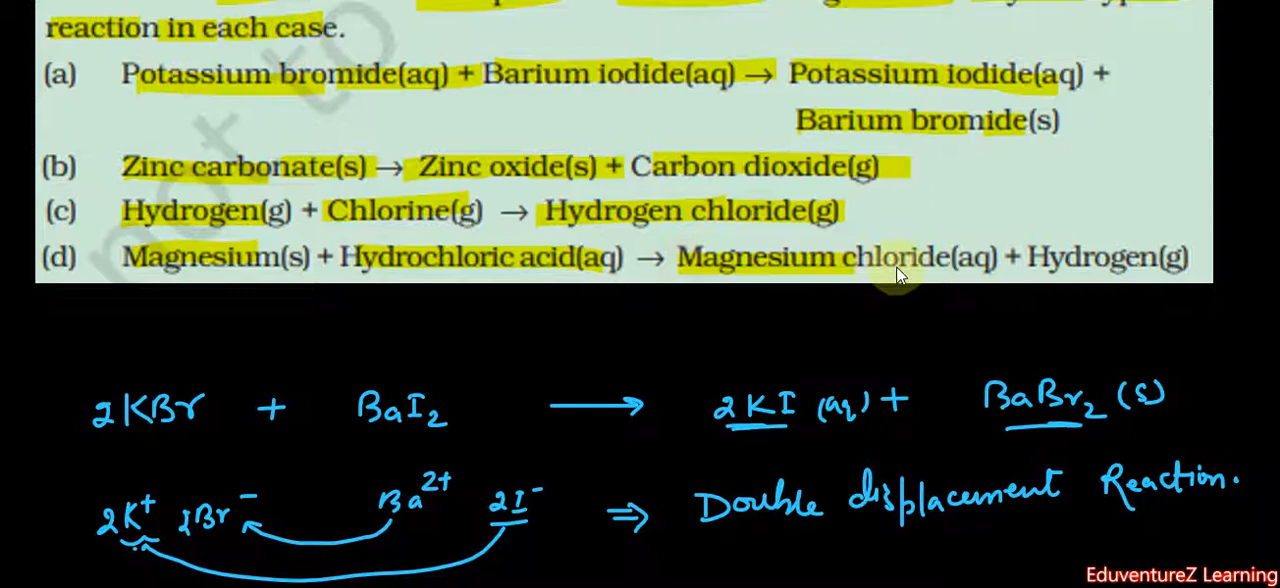 reaction in each case.
(a) Potassium bromide(aq) + Barium iodide(aq) → Potassium iodide(aq) +
Barium bromide(s)
(b) Zinc carbonate(s) → Zinc oxide(s) + Carbon dioxide(g)
(c) Hydrogen(g) + Chlorine(g) → Hydrogen chloride(g)
(d) Magnesium(s) + Hydrochloric acid(aq) → Magnesium chloride(aq) + Hydrogen(g)
not to
2KBr + BaI₂ ⟶ 2KI (aq) + BaBr₂ (s)
2K⁺ 2Br⁻ Ba²⁺ 2I⁻ ⇒ Double displacement Reaction.
EduventureZ Learning